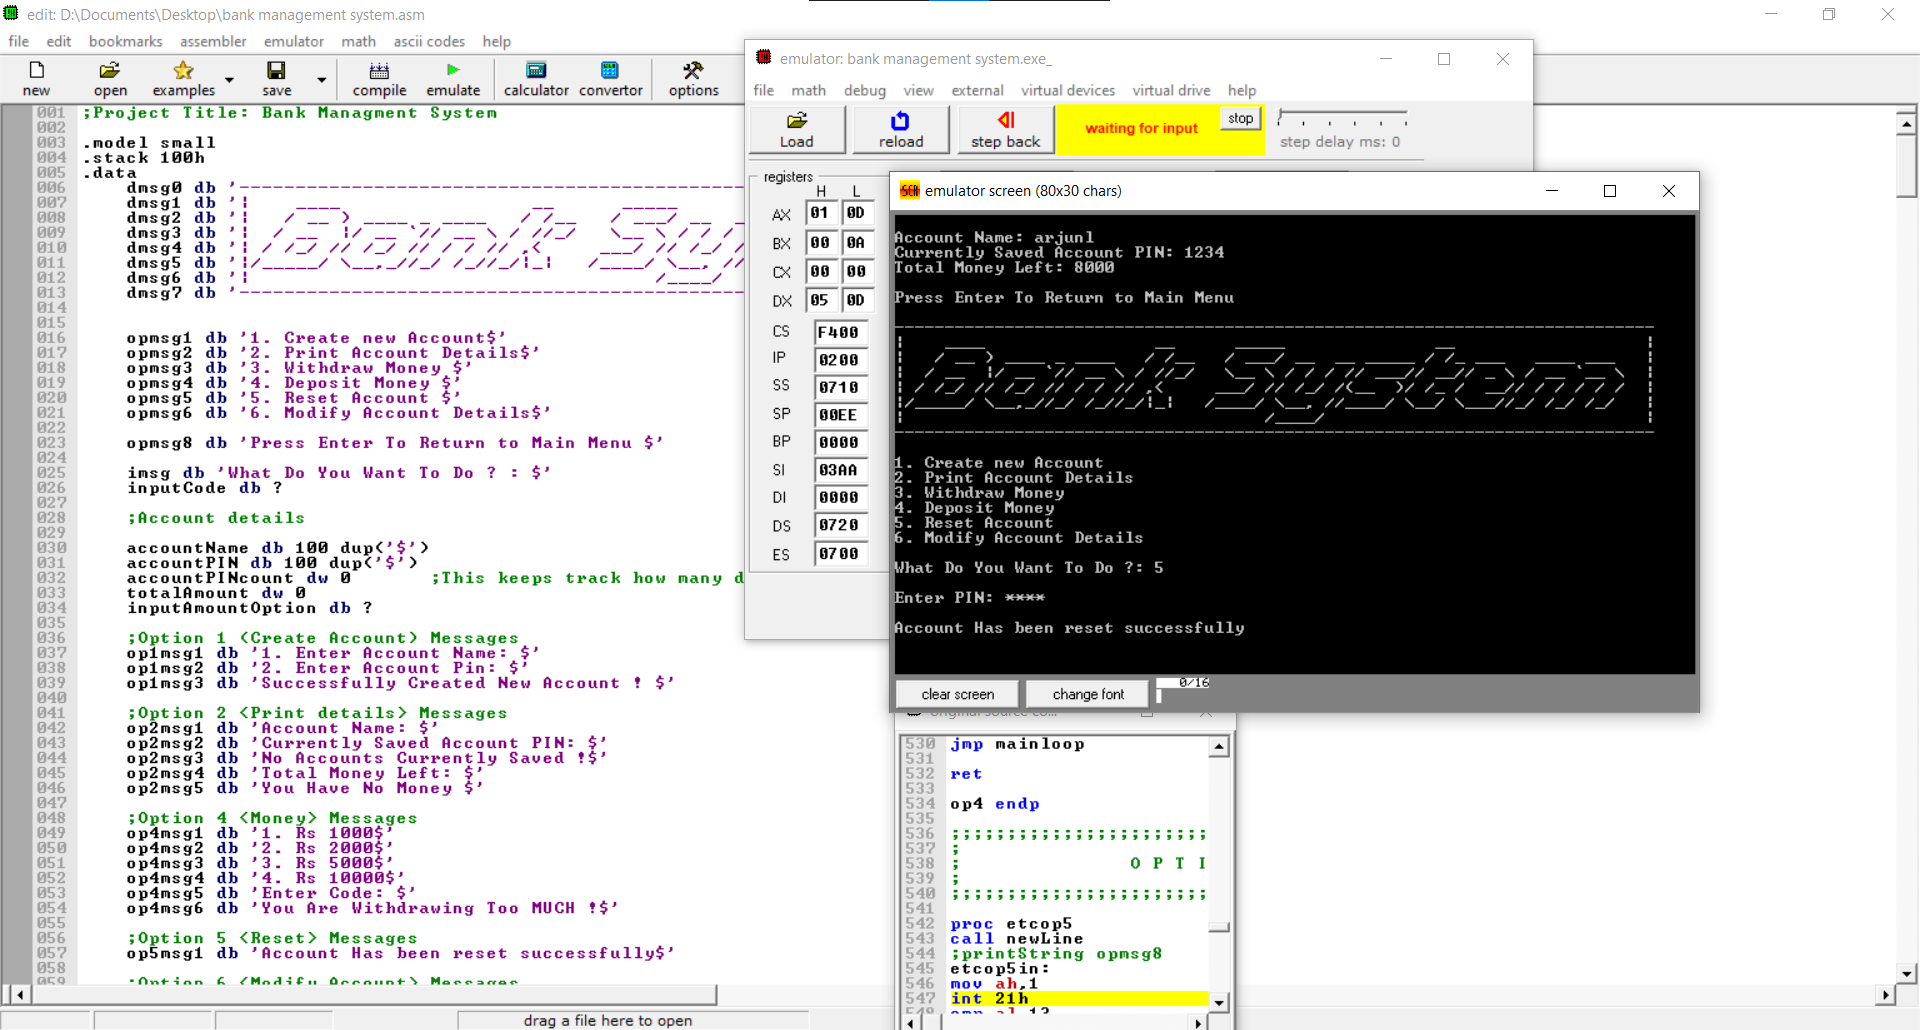 edit: D:\Documents\Desktop\bank management system.asm
file edit bookmarks assembler emulator math ascii codes help
new open examples save compile emulate calculator convertor options
001 ;Project Title: Bank Managment System
002
003 .model small
004 .stack 100h
005 .data
006 dmsg0 db '
007 dmsg1 db '
008 dmsg2 db '
009 dmsg3 db '
010 dmsg4 db '
011 dmsg5 db '
012 dmsg6 db '
013 dmsg7 db '
014
015
016 opmsg1 db '1. Create new Account$'
017 opmsg2 db '2. Print Account Details$'
018 opmsg3 db '3. Withdraw Money $'
019 opmsg4 db '4. Deposit Money $'
020 opmsg5 db '5. Reset Account $'
021 opmsg6 db '6. Modify Account Details$'
022
023 opmsg8 db 'Press Enter To Return to Main Menu $'
024
025 imsg db 'What Do You Want To Do ? : $'
026 inputCode db ?
027
028 ;Account details
029
030 accountName db 100 dup('$')
031 accountPIN db 100 dup('$')
032 accountPINcount dw 0 ;This keeps track how many d
033 totalAmount dw 0
034 inputAmountOption db ?
035
036 ;Option 1 (Create Account) Messages
037 op1msg1 db '1. Enter Account Name: $'
038 op1msg2 db '2. Enter Account Pin: $'
039 op1msg3 db 'Successfully Created New Account ! $'
040
041 ;Option 2 (Print details) Messages
042 op2msg1 db 'Account Name: $'
043 op2msg2 db 'Currently Saved Account PIN: $'
044 op2msg3 db 'No Accounts Currently Saved !$'
045 op2msg4 db 'Total Money Left: $'
046 op2msg5 db 'You Have No Money $'
047
048 ;Option 4 (Money) Messages
049 op4msg1 db '1. Rs 1000$'
050 op4msg2 db '2. Rs 2000$'
051 op4msg3 db '3. Rs 5000$'
052 op4msg4 db '4. Rs 10000$'
053 op4msg5 db 'Enter Code: $'
054 op4msg6 db 'You Are Withdrawing Too MUCH !$'
055
056 ;Option 5 (Reset) Messages
057 op5msg1 db 'Account Has been reset successfully$'
058
059 ;Option 6 (Modify Account) Messages
drag a file here to open
emulator: bank management system.exe_
file math debug view external virtual devices virtual drive help
Load reload step back waiting for input stop step delay ms: 0
registers
H L
AX 01 0D
BX 00 0A
CX 00 00
DX 05 0D
CS F400
IP 0200
SS 0710
SP 00EE
BP 0000
SI 03AA
DI 0000
DS 0720
ES 0700
SCR emulator screen (80x30 chars)
Account Name: arjunl
Currently Saved Account PIN: 1234
Total Money Left: 8000
Press Enter To Return to Main Menu
Bank System
1. Create new Account
2. Print Account Details
3. Withdraw Money
4. Deposit Money
5. Reset Account
6. Modify Account Details
What Do You Want To Do ?: 5
Enter PIN: ****
Account Has been reset successfully
clear screen change font 0/16
original source co...
530 jmp mainloop
531
532 ret
533
534 op4 endp
535
536 ;;;;;;;;;;;;;;;;;;;;;;;
537 ;
538 ; O P T I
539 ;
540 ;;;;;;;;;;;;;;;;;;;;;;;
541
542 proc etcop5
543 call newLine
544 ;printString opmsg8
545 etcop5in:
546 mov ah,1
547 int 21h
548 cmp al,13